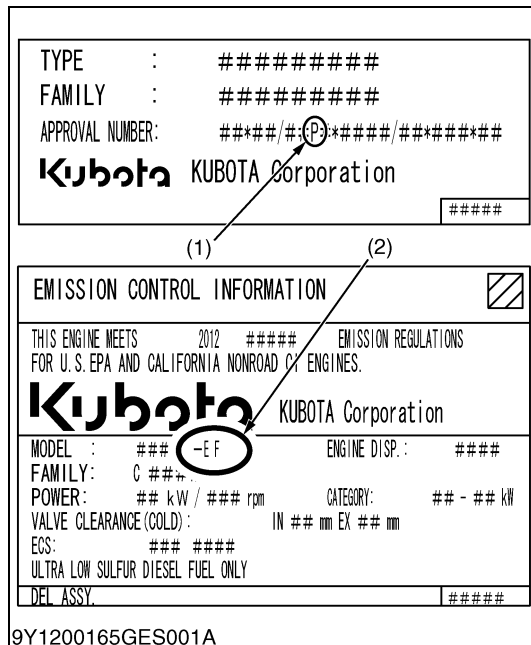 TYPE : #########
FAMILY : #########
APPROVAL NUMBER: ##*##/#:P:*####/##*###*##
Kubota KUBOTA Corporation
#####
(1) (2)
EMISSION CONTROL INFORMATION
THIS ENGINE MEETS 2012 ##### EMISSION REGULATIONS
FOR U.S.EPA AND CALIFORNIA NONROAD CI ENGINES.
Kubota KUBOTA Corporation
MODEL : ### -EF ENGINE DISP.: ####
FAMILY: C ###
POWER: ## kW / ### rpm CATEGORY: ## - ## kW
VALVE CLEARANCE(COLD): IN ## mm EX ## mm
ECS: ### ####
ULTRA LOW SULFUR DIESEL FUEL ONLY
DEL ASSY. #####
9Y1200165GES001A